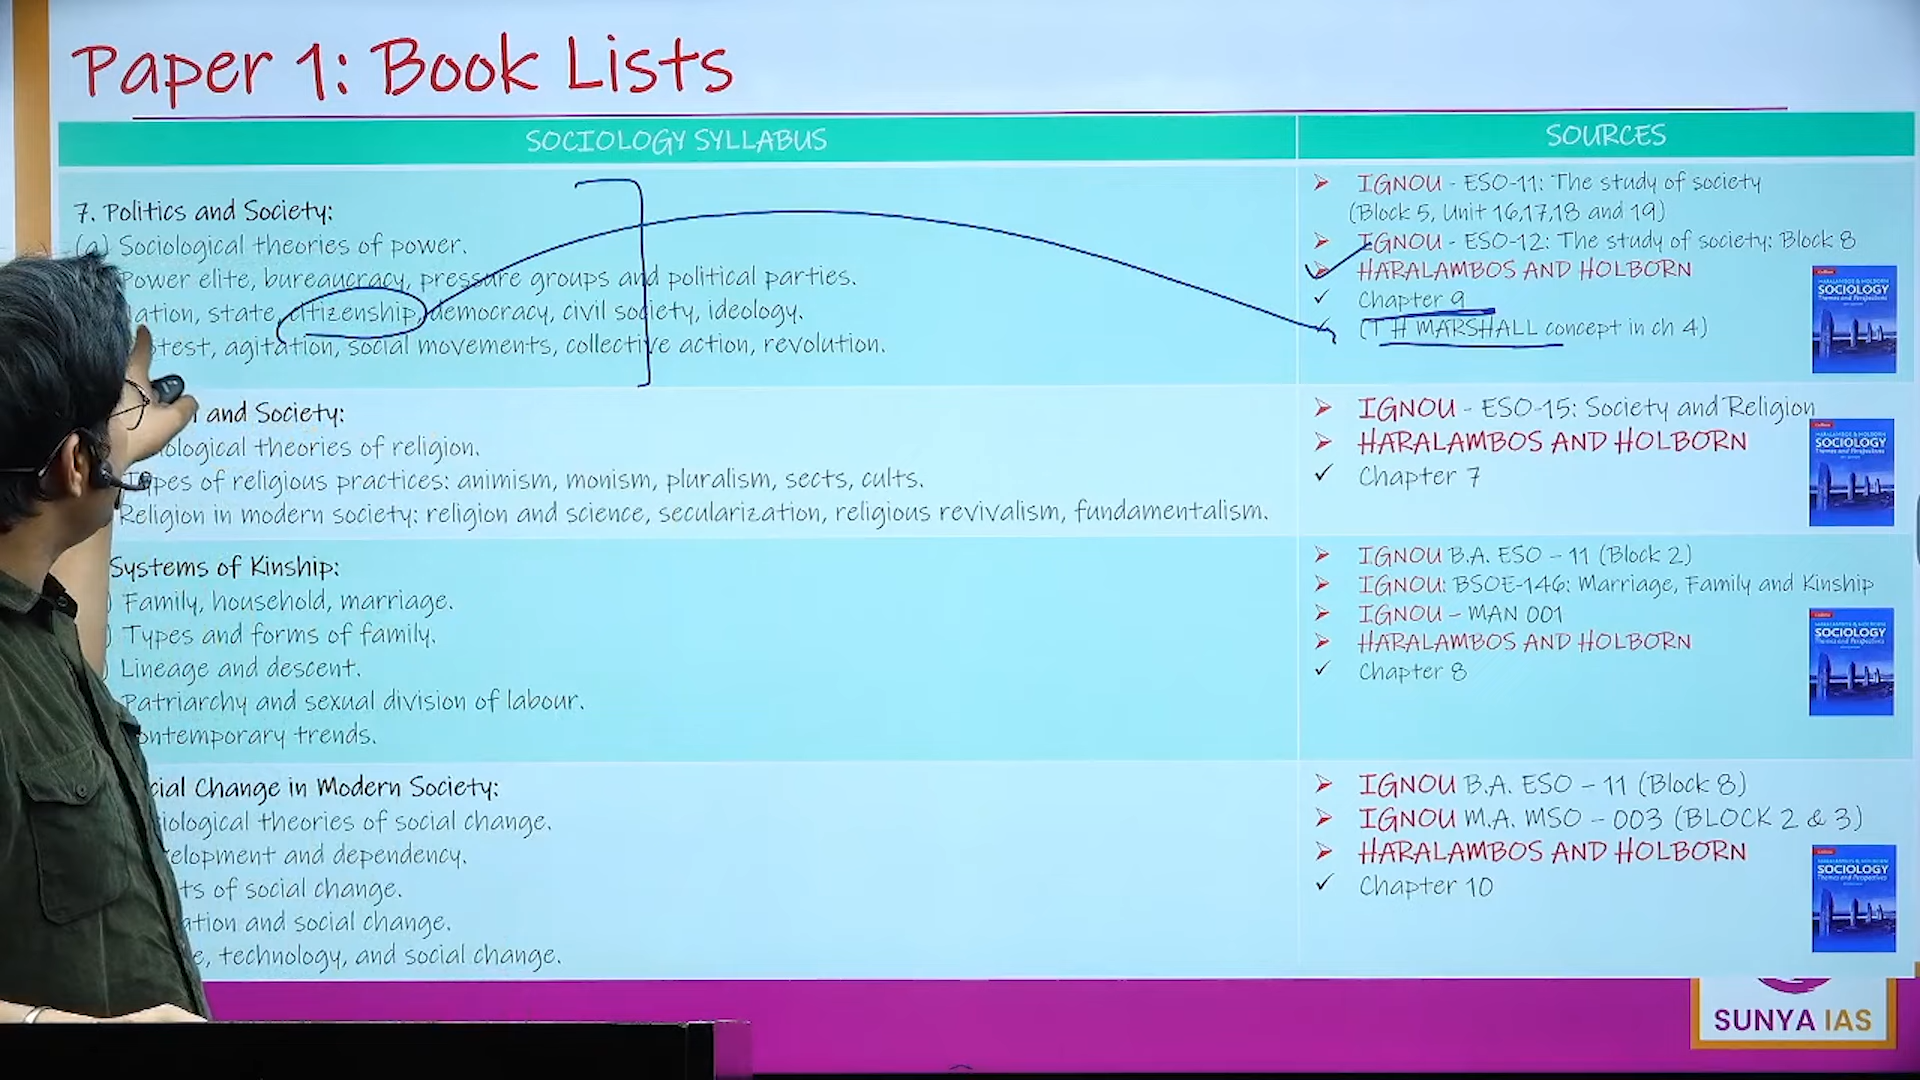 Paper 1: Book Lists
SOCIOLOGY SYLLABUS
SOURCES
7. Politics and Society:
(a) Sociological theories of power.
Power elite, bureaucracy, pressure groups and political parties.
state, citizenship, democracy, civil society, ideology.
agitation, social movements, collective action, revolution.
IGNOU - ESO-11: The study of society
(Block 5, Unit 16,17,18 and 19)
IGNOU - ESO-12: The study of society: Block 8
HARALAMBOS AND HOLBORN
Chapter 9
(T H MARSHALL concept in ch 4)
and Society:
theories of religion.
Types of religious practices: animism, monism, pluralism, sects, cults.
Religion in modern society: religion and science, secularization, religious revivalism, fundamentalism.
IGNOU - ESO-15: Society and Religion
HARALAMBOS AND HOLBORN
Chapter 7
Systems of Kinship:
) Family, household, marriage.
) Types and forms of family.
) Lineage and descent.
Patriarchy and sexual division of labour.
trends.
IGNOU B.A. ESO – 11 (Block 2)
IGNOU: BSOE-146: Marriage, Family and Kinship
IGNOU – MAN 001
HARALAMBOS AND HOLBORN
Chapter 8
Change in Modern Society:
theories of social change.
and dependency.
of social change.
and social change.
technology, and social change.
IGNOU B.A. ESO – 11 (Block 8)
IGNOU M.A. MSO – 003 (BLOCK 2 & 3)
HARALAMBOS AND HOLBORN
Chapter 10
SOCIOLOGY
SOCIOLOGY
SOCIOLOGY
SOCIOLOGY
SUNYA IAS